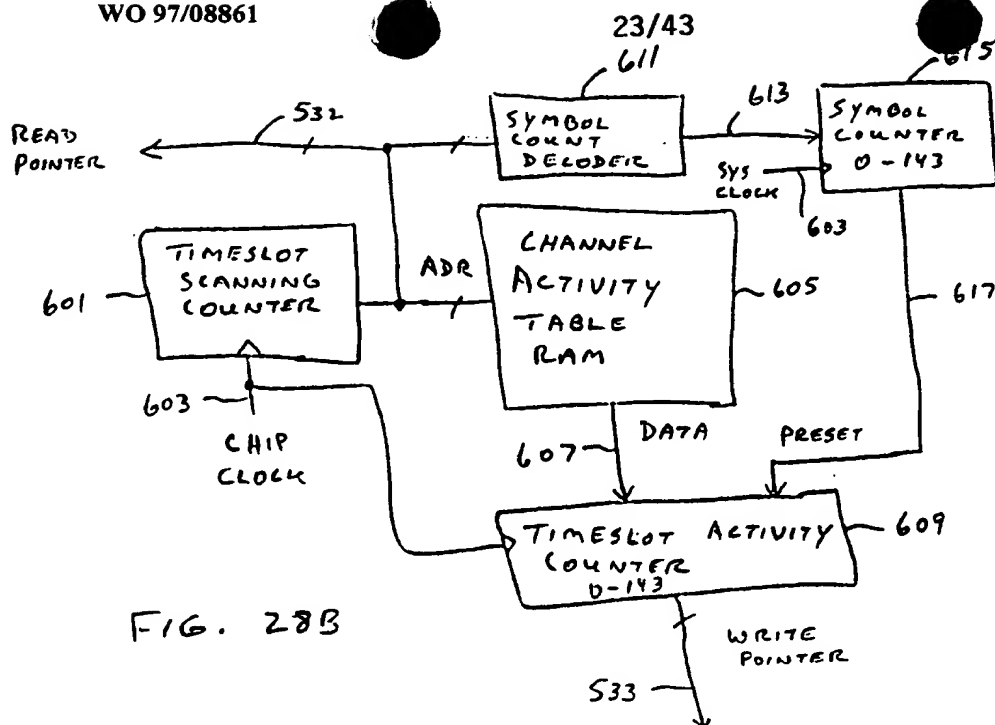 WO 97/08861
23/43
611
615
532
613
READ
POINTER
SYMBOL
COUNT
DECODER
SYMBOL
COUNTER
0-143
SYS
CLOCK
603
TIMESLOT
SCANNING
COUNTER
601
ADR
CHANNEL
ACTIVITY
TABLE
RAM
605
617
603
CHIP
CLOCK
607
DATA
PRESET
TIMESLOT ACTIVITY
COUNTER
0-143
609
FIG. 28B
WRITE
POINTER
533